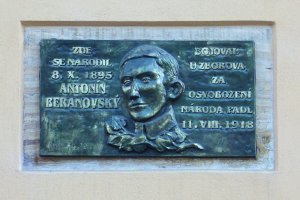 ZDE
SE NARODIL
8. X. 1895
ANTONÍN
BERANOVSKÝ
BOJOVAL
U ZBOROVA,
ZA
OSVOBOZENÍ
NÁRODA PADL
11. VIII. 1918